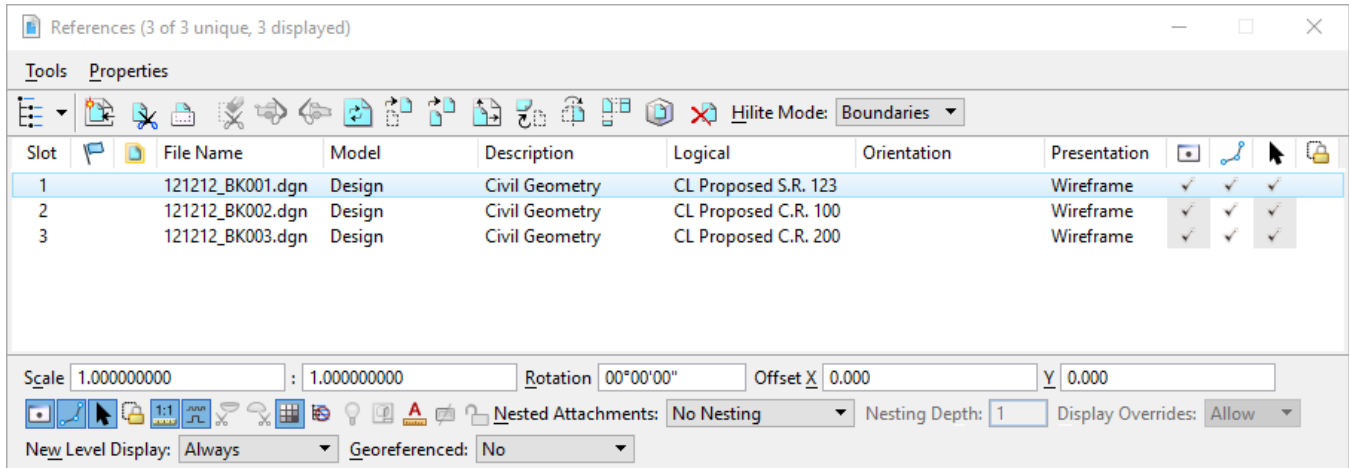 References (3 of 3 unique, 3 displayed)
Tools Properties
Hilite Mode: Boundaries
Slot File Name Model Description Logical Orientation Presentation
1 121212_BK001.dgn Design Civil Geometry CL Proposed S.R. 123 Wireframe
2 121212_BK002.dgn Design Civil Geometry CL Proposed C.R. 100 Wireframe
3 121212_BK003.dgn Design Civil Geometry CL Proposed C.R. 200 Wireframe
Scale 1.000000000 : 1.000000000 Rotation 00°00'00" Offset X 0.000 Y 0.000
1:1 A Nested Attachments: No Nesting Nesting Depth: 1 Display Overrides: Allow
New Level Display: Always Georeferenced: No